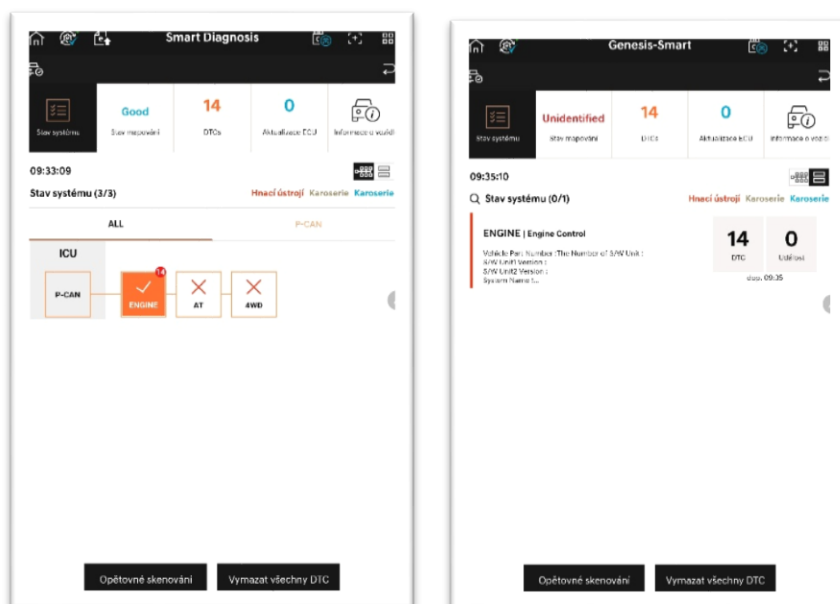 Smart Diagnosis
Good
14
0
Stav systému
Stav mapování
DTCs
Aktualizace ECU
Informace o vozidl
09:33:09
Stav systému (3/3)
Hnací ústrojí Karoserie Karoserie
ALL
P-CAN
ICU
P-CAN
14
ENGINE
AT
4WD
Opětovné skenování
Vymazat všechny DTC
Genesis-Smart
Unidentified
14
0
Stav systému
Stav mapování
DTCs
Aktualizace ECU
Informace o vozidl
09:35:10
Stav systému (0/1)
Hnací ústrojí Karoserie Karoserie
ENGINE | Engine Control
Vehicle Part Number :The Number of S/W Unit :
S/W Unit1 Version :
S/W Unit2 Version :
System Name :..
14
DTC
0
Událost
dop. 09:35
Opětovné skenování
Vymazat všechny DTC